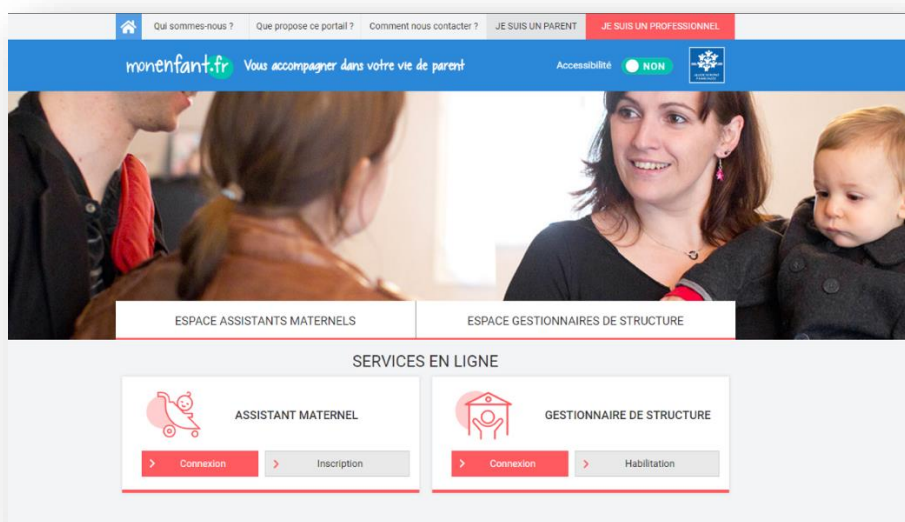 Qui sommes-nous ? Que propose ce portail ? Comment nous contacter ? JE SUIS UN PARENT JE SUIS UN PROFESSIONNEL
monenfant.fr Vous accompagner dans votre vie de parent Accessibilité NON
ESPACE ASSISTANTS MATERNELS ESPACE GESTIONNAIRES DE STRUCTURE
SERVICES EN LIGNE
ASSISTANT MATERNEL GESTIONNAIRE DE STRUCTURE
Connexion Inscription Connexion Habilitation